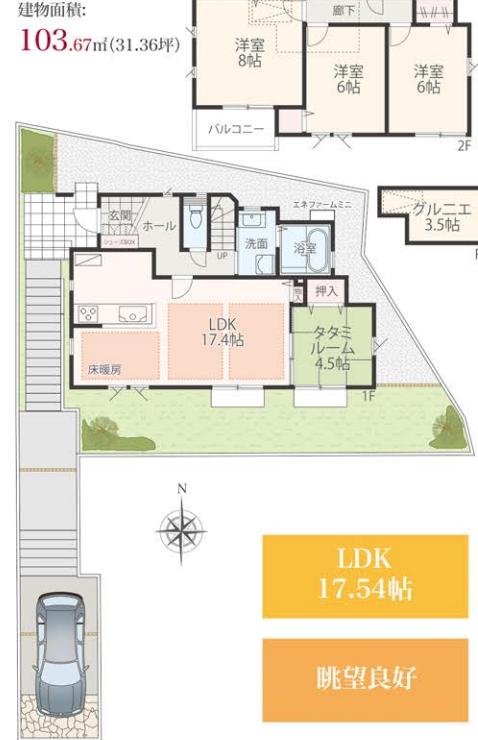 建物面積:
103.67㎡(31.36坪)
廊下
洋室
8帖
洋室
6帖
洋室
6帖
バルコニー
2F
グルニエ
3.5帖
玄関
ホール
シューズBOX
UP
洗面
浴室
エネファームミニ
押入
LDK
17.4帖
タタミ
ルーム
4.5帖
床暖房
1F
N
LDK
17.54帖
眺望良好